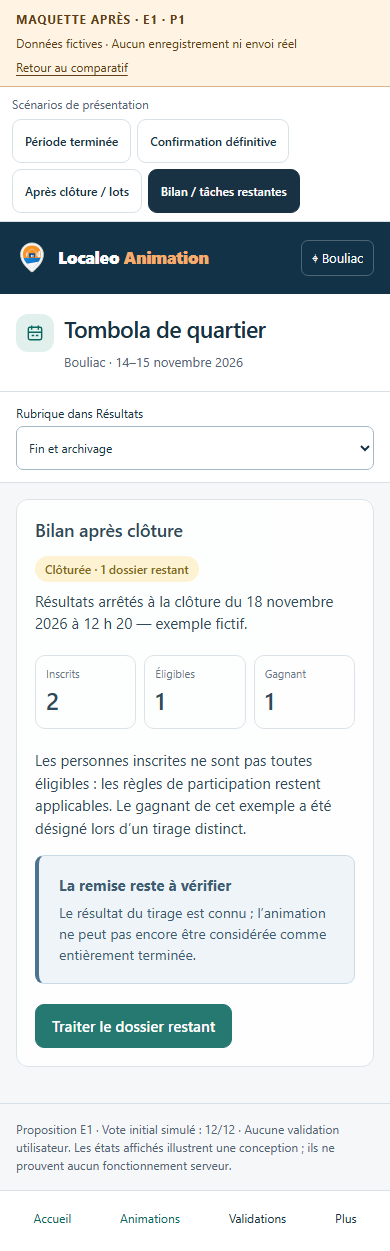 MAQUETTE APRÈS · E1 · P1
Données fictives · Aucun enregistrement ni envoi réel
Retour au comparatif
Scénarios de présentation
Période terminée
Confirmation définitive
Après clôture / lots
Bilan / tâches restantes
Localeo Animation
⌖ Bouliac
Tombola de quartier
Bouliac · 14–15 novembre 2026
Rubrique dans Résultats
Fin et archivage
Bilan après clôture
Clôturée · 1 dossier restant
Résultats arrêtés à la clôture du 18 novembre
2026 à 12 h 20 — exemple fictif.
Inscrits
2
Éligibles
1
Gagnant
1
Les personnes inscrites ne sont pas toutes
éligibles : les règles de participation restent
applicables. Le gagnant de cet exemple a été
désigné lors d’un tirage distinct.
La remise reste à vérifier
Le résultat du tirage est connu ; l’animation
ne peut pas encore être considérée comme
entièrement terminée.
Traiter le dossier restant
Proposition E1 · Vote initial simulé : 12/12 · Aucune validation
utilisateur. Les états affichés illustrent une conception ; ils ne
prouvent aucun fonctionnement serveur.
Accueil
Animations
Validations
Plus